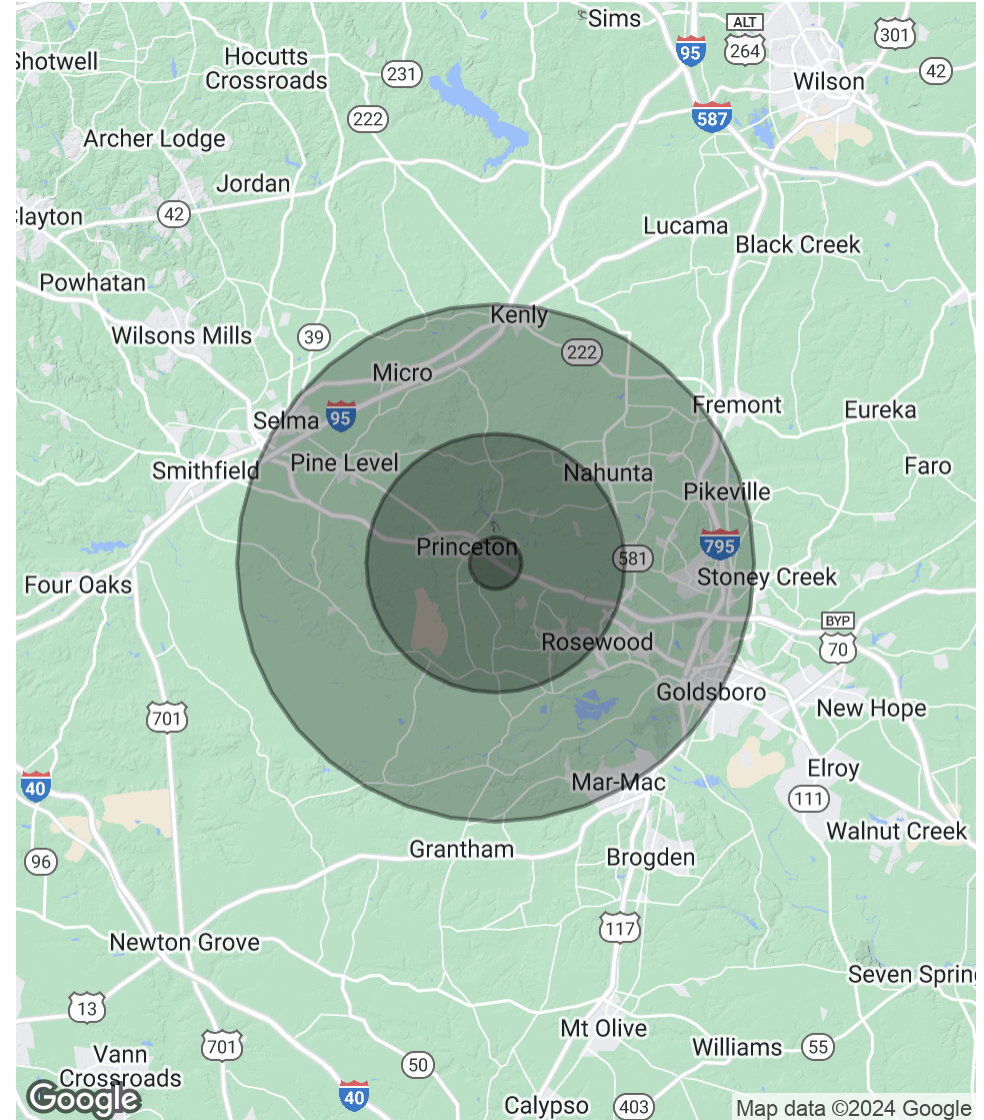 Sims
ALT
264
301
95
Shotwell
Hocutts
Crossroads
231
42
Wilson
222
587
Archer Lodge
Jordan
42
Clayton
Lucama
Black Creek
Powhatan
Kenly
Wilsons Mills
39
222
Micro
Fremont
Eureka
Selma
95
Pine Level
Smithfield
Nahunta
Faro
Pikeville
Princeton
795
581
Stoney Creek
Four Oaks
BYP
70
Rosewood
Goldsboro
New Hope
701
Mar-Mac
Elroy
40
111
Walnut Creek
Grantham
Brogden
96
117
Newton Grove
Seven Spring
13
Mt Olive
701
Williams
55
Vann
Crossroads
50
40
Calypso
403
Google
Map data ©2024 Google